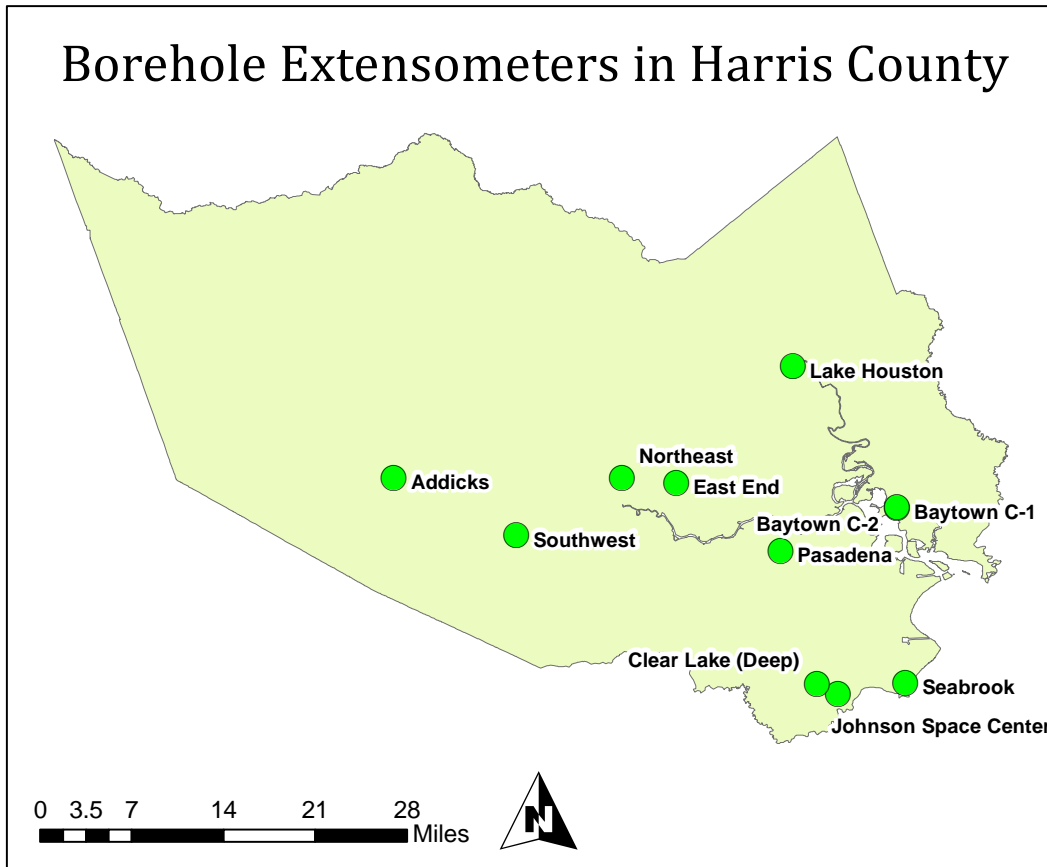 Borehole Extensometers in Harris County
Lake Houston
Northeast
Addicks
East End
Baytown C-1
Baytown C-2
Southwest
Pasadena
Clear Lake (Deep)
Seabrook
Johnson Space Center
0 3.5 7 14 21 28
Miles
N